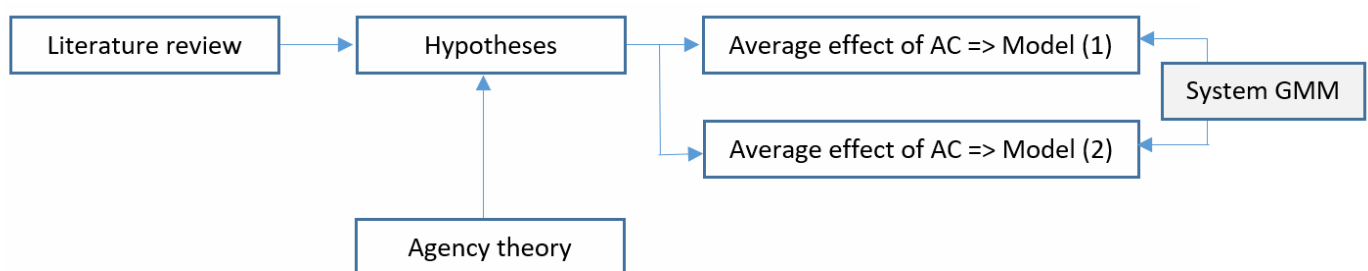 Literature review
Hypotheses
Average effect of AC => Model (1)
System GMM
Average effect of AC => Model (2)
Agency theory